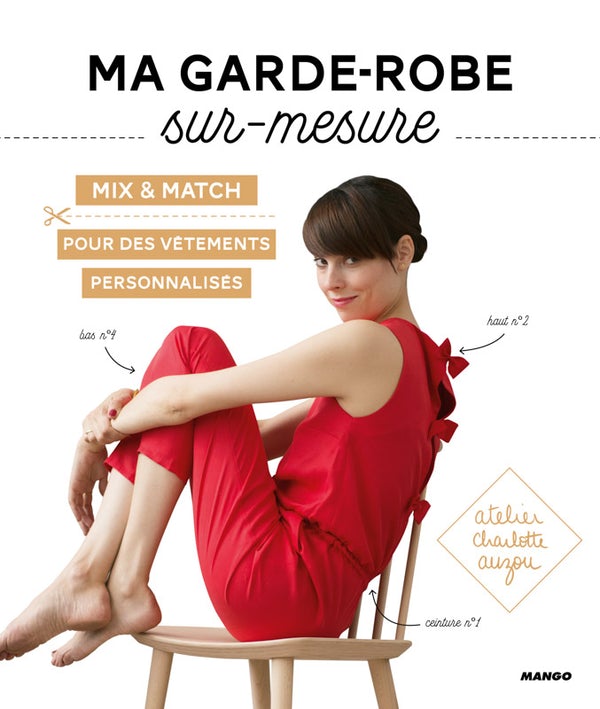 MA GARDE-ROBE
sur-mesure
MIX & MATCH
POUR DES VÊTEMENTS
PERSONNALISÉS
bas n°4
haut n°2
atelier
charlotte
auzou
ceinture n°1
MANGO